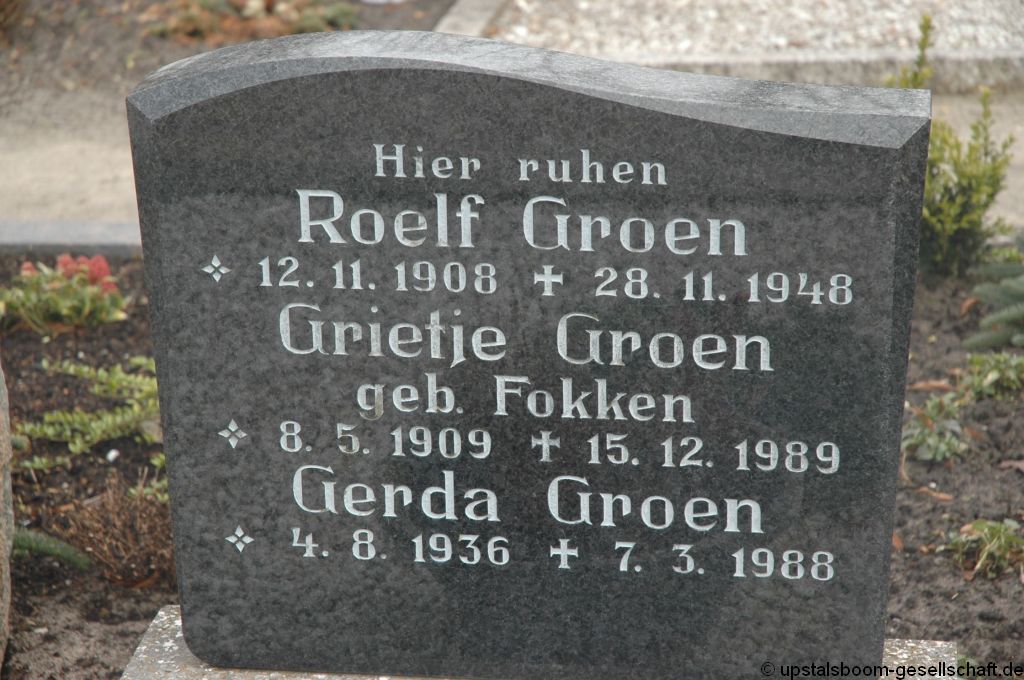 Hier ruhen
Roelf Groen
12. 11. 1908 ✝ 28. 11. 1948
Grietje Groen
geb. Fokken
8. 5. 1909 ✝ 15. 12. 1989
Gerda Groen
4. 8. 1936 ✝ 7. 3. 1988
© upstalsboom-gesellschaft.de